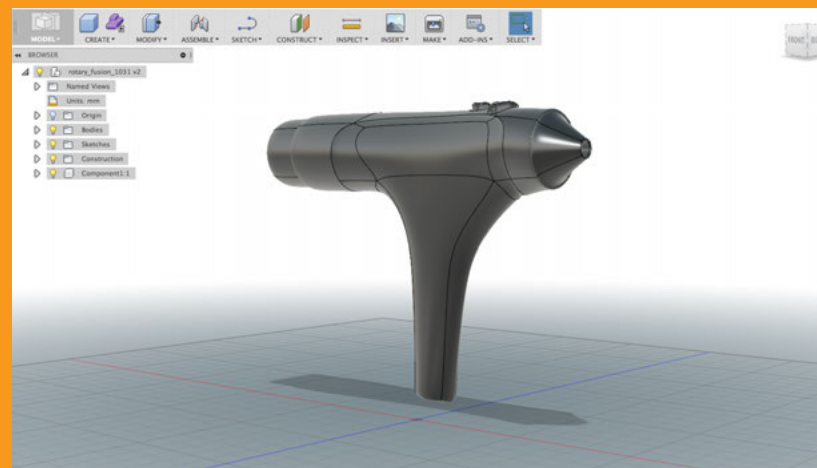 MODEL
CREATE
MODIFY
ASSEMBLE
SKETCH
CONSTRUCT
INSPECT
INSERT
MAKE
ADD-INS
SELECT
BROWSER
rotary_fusion_1031 v2
Named Views
Units: mm
Origin
Bodies
Sketches
Construction
Component1:1
FRONT